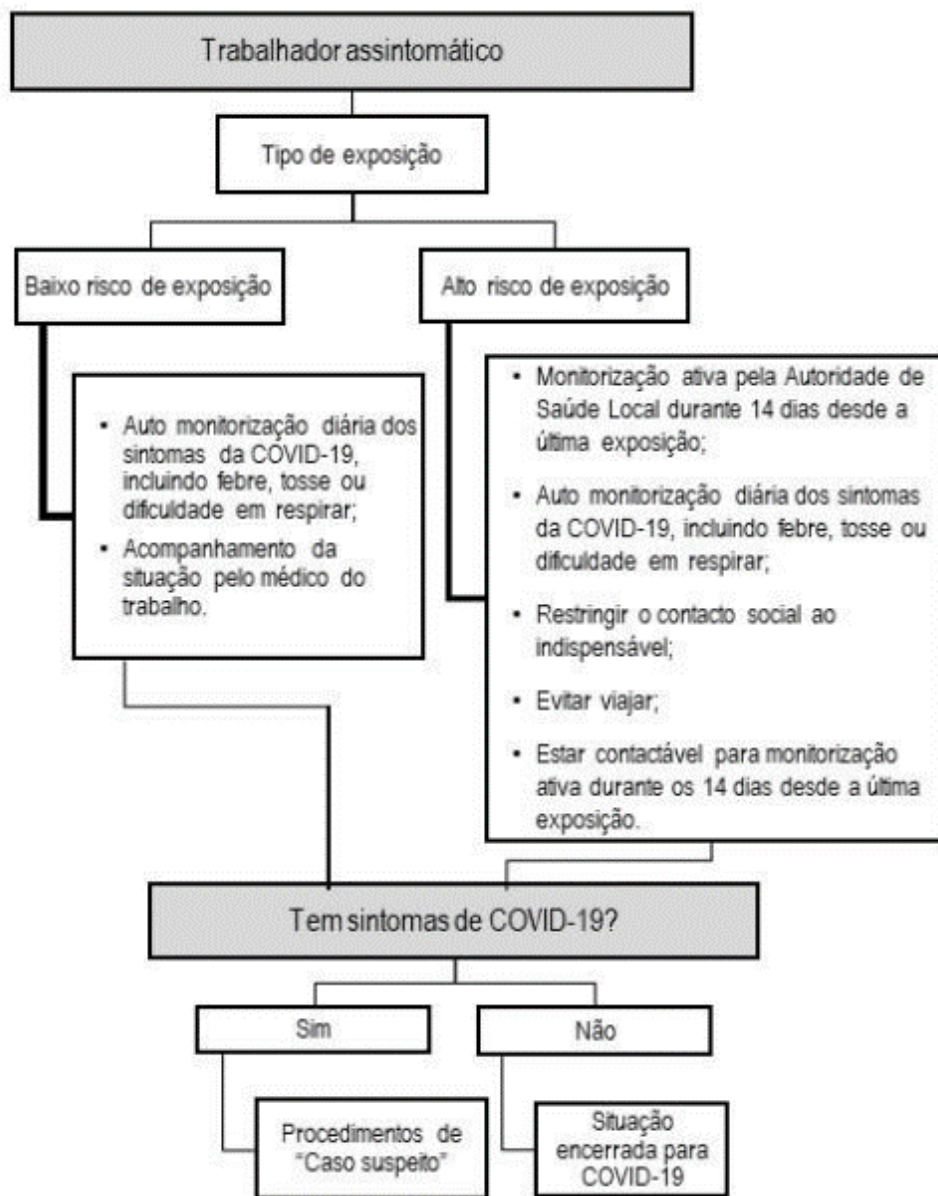 Trabalhador assintomático
Tipo de exposição
Baixo risco de exposição
Alto risco de exposição
• Auto monitorização diária dos
sintomas da COVID-19,
incluindo febre, tosse ou
dificuldade em respirar;
• Acompanhamento da
situação pelo médico do
trabalho.
• Monitorização ativa pela Autoridade de
Saúde Local durante 14 dias desde a
última exposição;
• Auto monitorização diária dos sintomas
da COVID-19, incluindo febre, tosse ou
dificuldade em respirar;
• Restringir o contacto social ao
indispensável;
• Evitar viajar;
• Estar contactável para monitorização
ativa durante os 14 dias desde a última
exposição.
Tem sintomas de COVID-19?
Sim
Não
Procedimentos de
“Caso suspeito”
Situação
encerrada para
COVID-19